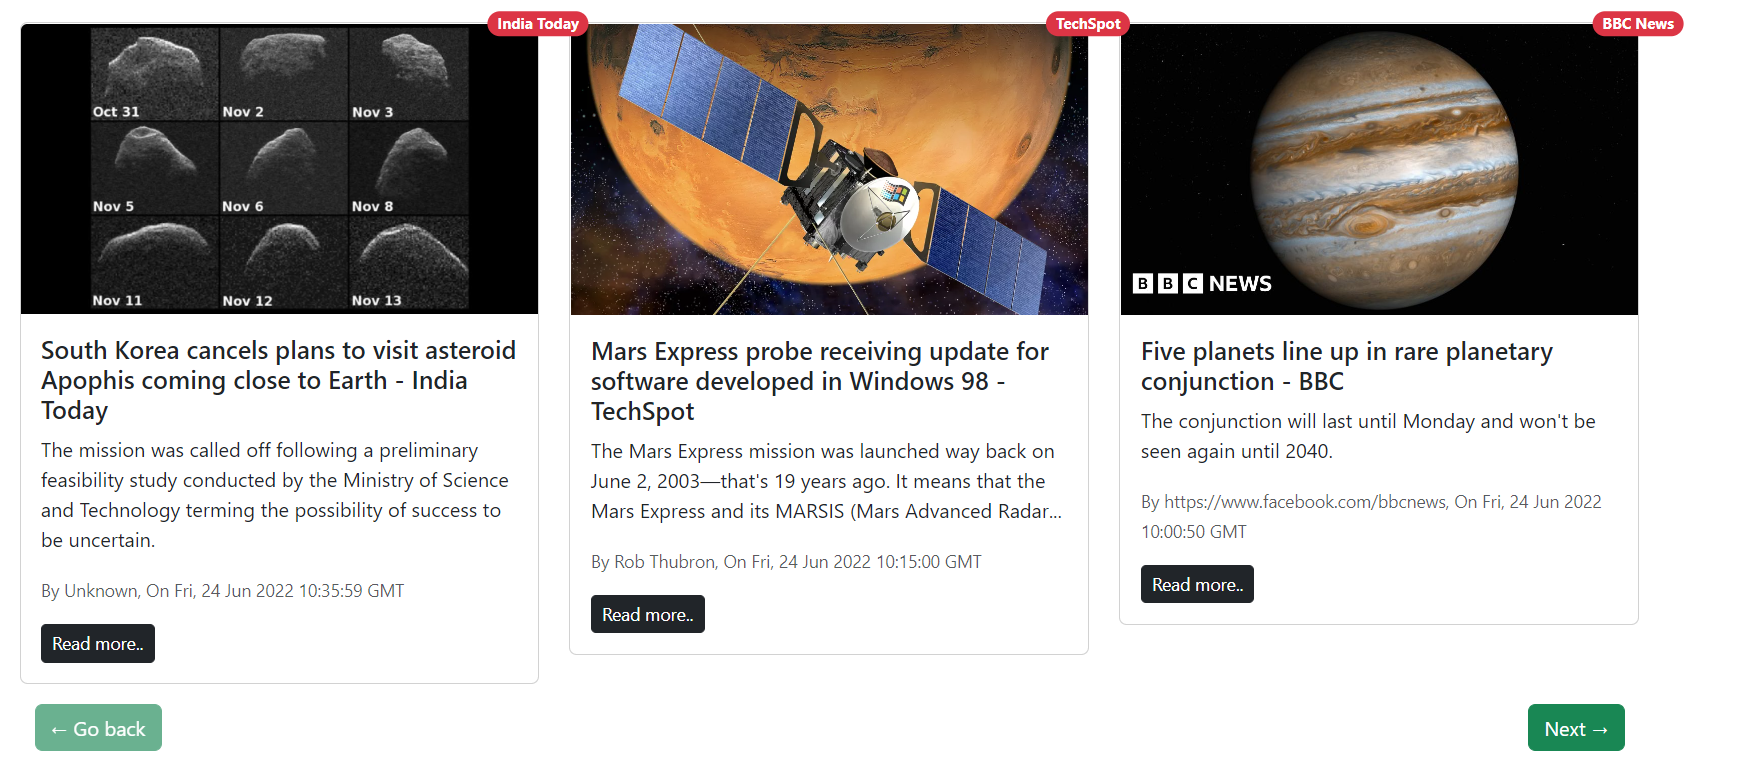 India Today
Oct 31
Nov 2
Nov 3
Nov 5
Nov 6
Nov 8
Nov 11
Nov 12
Nov 13
South Korea cancels plans to visit asteroid
Apophis coming close to Earth - India
Today
The mission was called off following a preliminary
feasibility study conducted by the Ministry of Science
and Technology terming the possibility of success to
be uncertain.
By Unknown, On Fri, 24 Jun 2022 10:35:59 GMT
Read more..
TechSpot
Mars Express probe receiving update for
software developed in Windows 98 -
TechSpot
The Mars Express mission was launched way back on
June 2, 2003—that's 19 years ago. It means that the
Mars Express and its MARSIS (Mars Advanced Radar...
By Rob Thubron, On Fri, 24 Jun 2022 10:15:00 GMT
Read more..
BBC News
BBC NEWS
Five planets line up in rare planetary
conjunction - BBC
The conjunction will last until Monday and won't be
seen again until 2040.
By https://www.facebook.com/bbcnews, On Fri, 24 Jun 2022
10:00:50 GMT
Read more..
← Go back
Next →